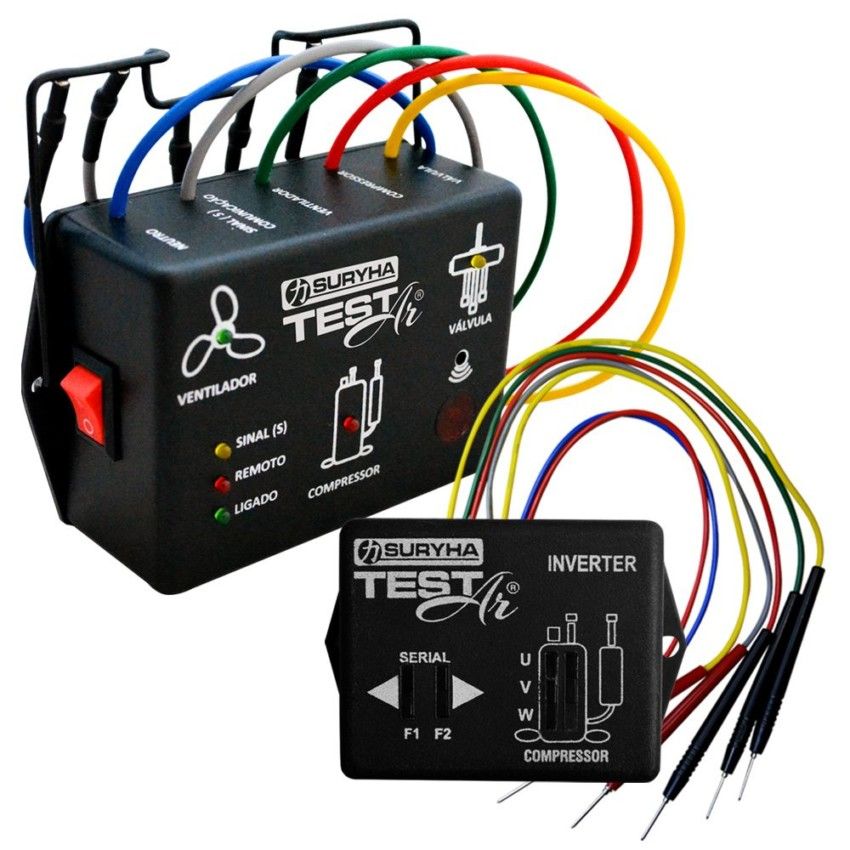 NEUTRO
SINAL (S)
COMUNICAÇÃO
VENTILADOR
COMPRESSOR
VÁLVULA
SURYHA
TEST Ar®
VENTILADOR
VÁLVULA
SINAL (S)
REMOTO
LIGADO
COMPRESSOR
O
SURYHA
TEST Ar®
INVERTER
SERIAL
F1 F2
U
V
W
COMPRESSOR